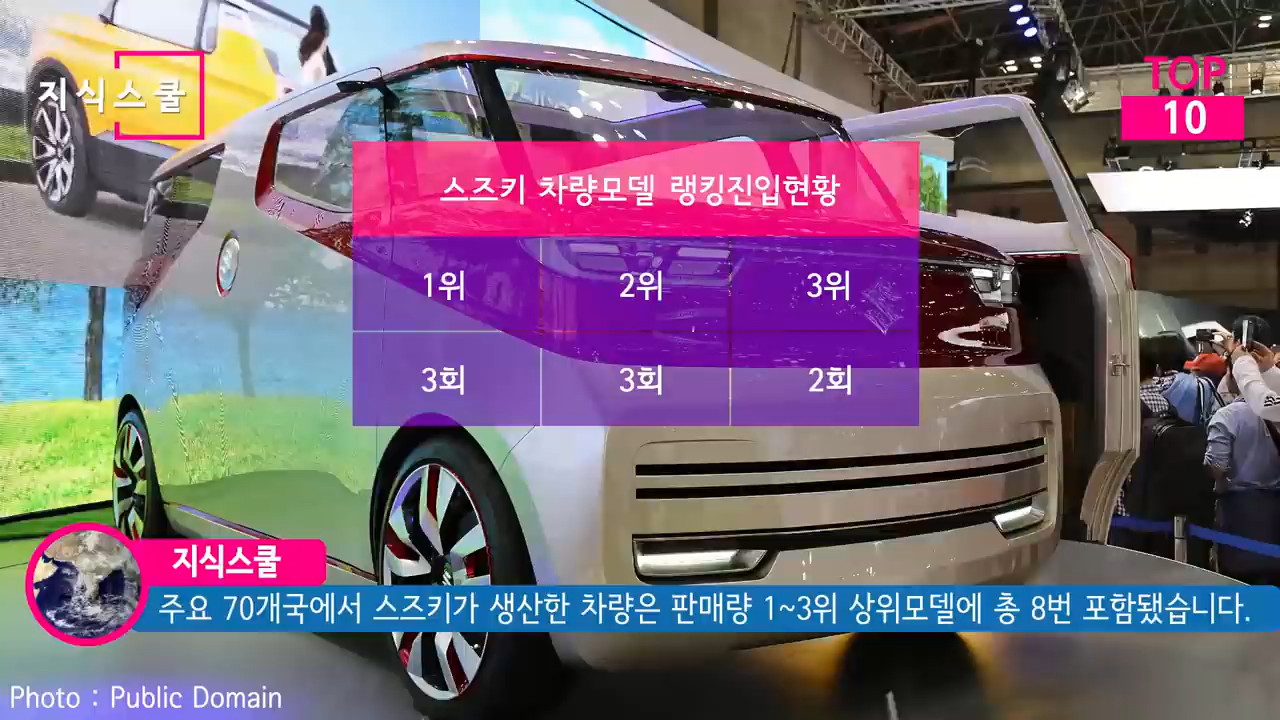 지식스쿨
TOP
10
스즈키 차량모델 랭킹진입현황
1위 2위 3위
3회 3회 2회
지식스쿨
주요 70개국에서 스즈키가 생산한 차량은 판매량 1~3위 상위모델에 총 8번 포함됐습니다.
Photo : Public Domain